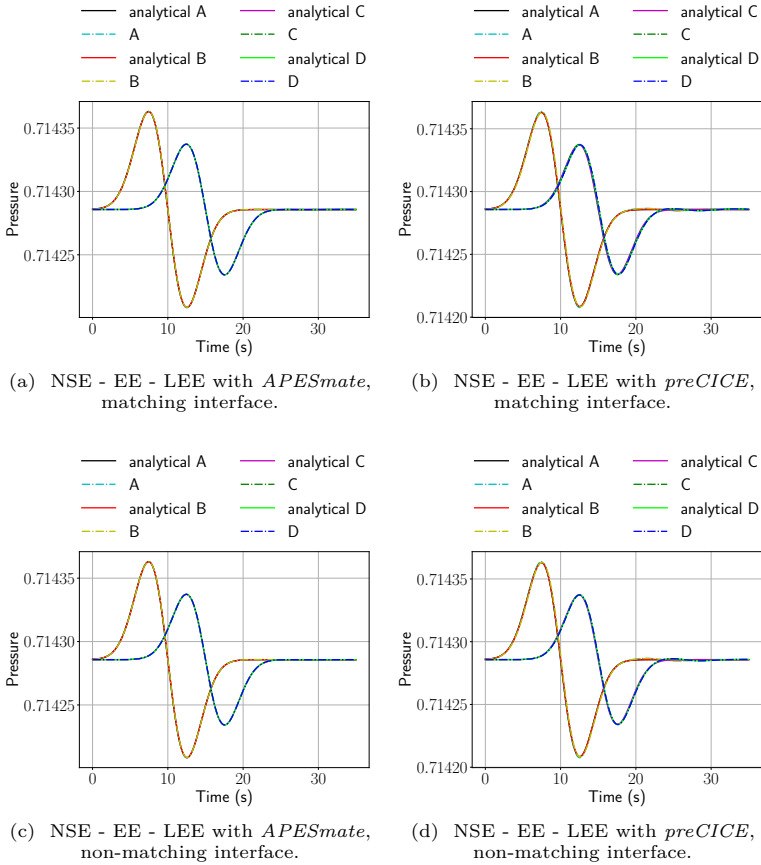 analytical A
analytical C
A
C
analytical B
analytical D
B
D
0.71435
0.71430
0.71425
Pressure
0
10
20
30
Time (s)
(a) NSE - EE - LEE with APESmate,
matching interface.
analytical A
analytical C
A
C
analytical B
analytical D
B
D
0.71435
0.71430
0.71425
0.71420
Pressure
0
10
20
30
Time (s)
(b) NSE - EE - LEE with preCICE,
matching interface.
analytical A
analytical C
A
C
analytical B
analytical D
B
D
0.71435
0.71430
0.71425
Pressure
0
10
20
30
Time (s)
(c) NSE - EE - LEE with APESmate,
non-matching interface.
analytical A
analytical C
A
C
analytical B
analytical D
B
D
0.71435
0.71430
0.71425
0.71420
Pressure
0
10
20
30
Time (s)
(d) NSE - EE - LEE with preCICE,
non-matching interface.